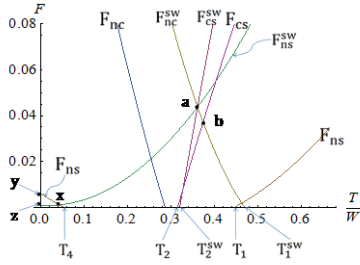 F
0.08
0.06
0.04
0.02
F_nc
F_nc^sw
F_cs^sw
F_cs
F_ns^sw
a
b
F_ns
F_ns
y
x
z
0.0
0.1
0.2
0.3
0.4
0.5
0.6
T/W
T_4
T_2
T_2^sw
T_1
T_1^sw